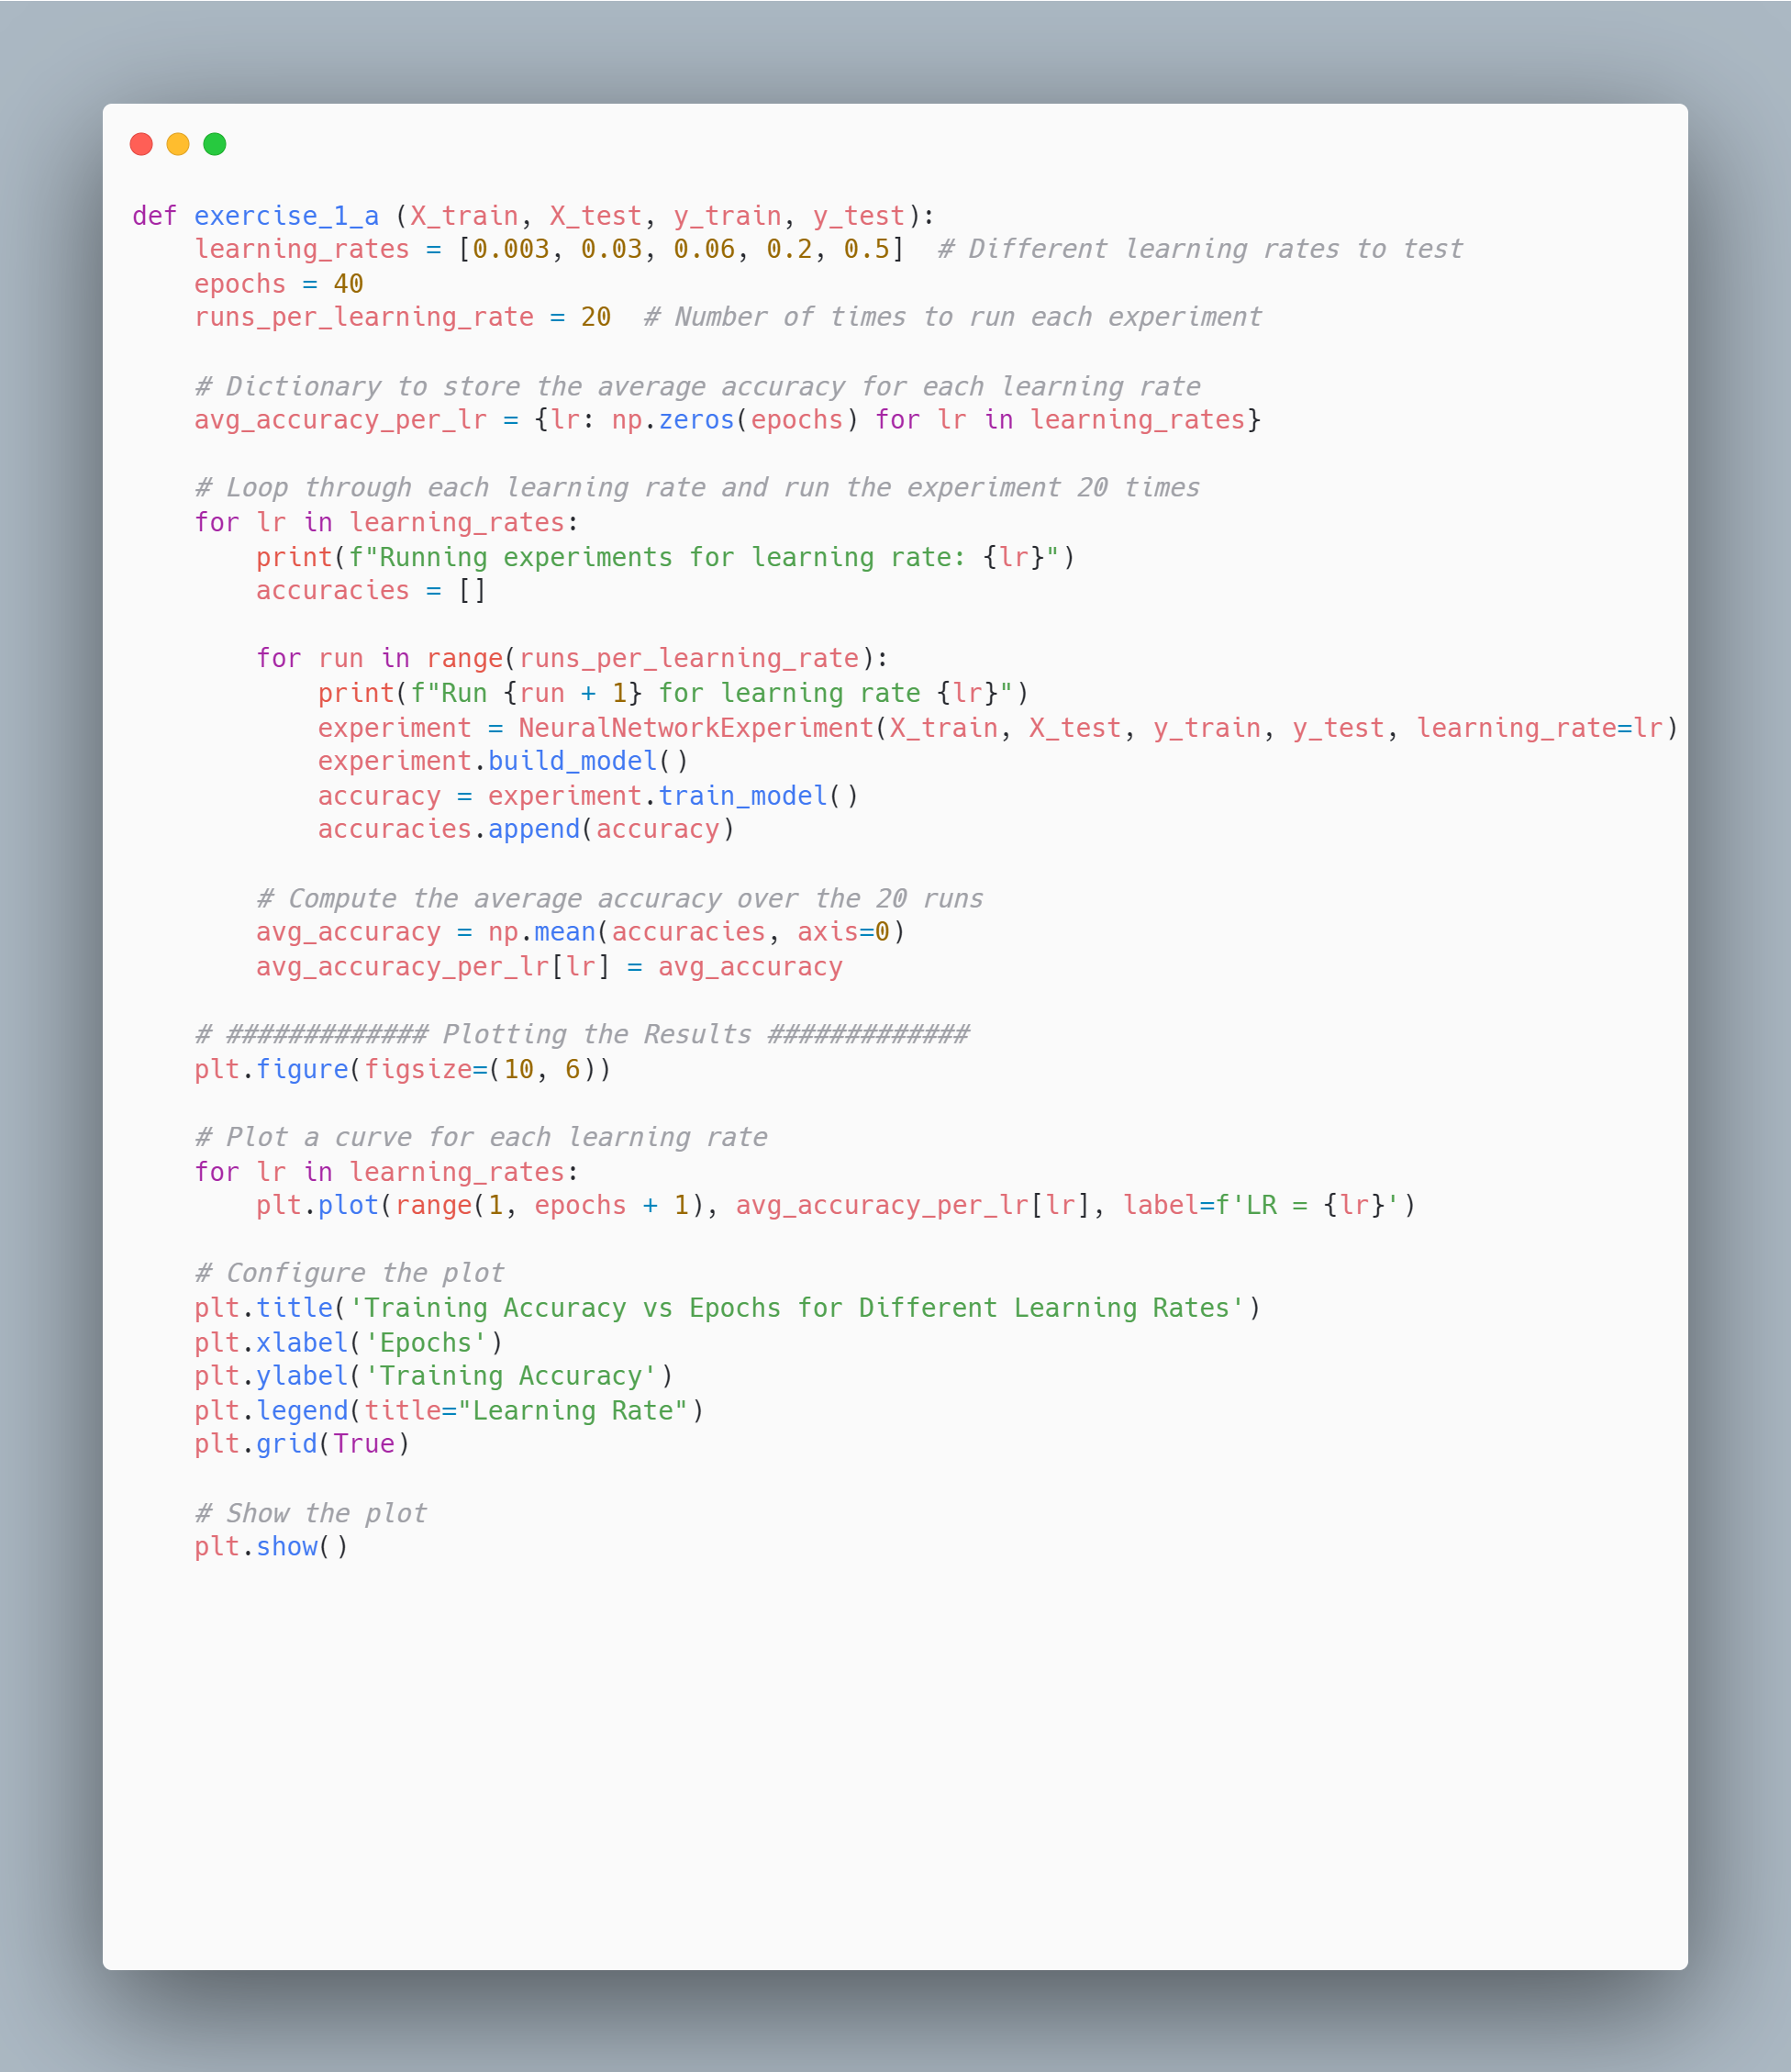 def exercise_1_a (X_train, X_test, y_train, y_test):
    learning_rates = [0.003, 0.03, 0.06, 0.2, 0.5]  # Different learning rates to test
    epochs = 40
    runs_per_learning_rate = 20  # Number of times to run each experiment

    # Dictionary to store the average accuracy for each learning rate
    avg_accuracy_per_lr = {lr: np.zeros(epochs) for lr in learning_rates}

    # Loop through each learning rate and run the experiment 20 times
    for lr in learning_rates:
        print(f"Running experiments for learning rate: {lr}")
        accuracies = []

        for run in range(runs_per_learning_rate):
            print(f"Run {run + 1} for learning rate {lr}")
            experiment = NeuralNetworkExperiment(X_train, X_test, y_train, y_test, learning_rate=lr)
            experiment.build_model()
            accuracy = experiment.train_model()
            accuracies.append(accuracy)

        # Compute the average accuracy over the 20 runs
        avg_accuracy = np.mean(accuracies, axis=0)
        avg_accuracy_per_lr[lr] = avg_accuracy

    # ############# Plotting the Results #############
    plt.figure(figsize=(10, 6))

    # Plot a curve for each learning rate
    for lr in learning_rates:
        plt.plot(range(1, epochs + 1), avg_accuracy_per_lr[lr], label=f'LR = {lr}')

    # Configure the plot
    plt.title('Training Accuracy vs Epochs for Different Learning Rates')
    plt.xlabel('Epochs')
    plt.ylabel('Training Accuracy')
    plt.legend(title="Learning Rate")
    plt.grid(True)

    # Show the plot
    plt.show()